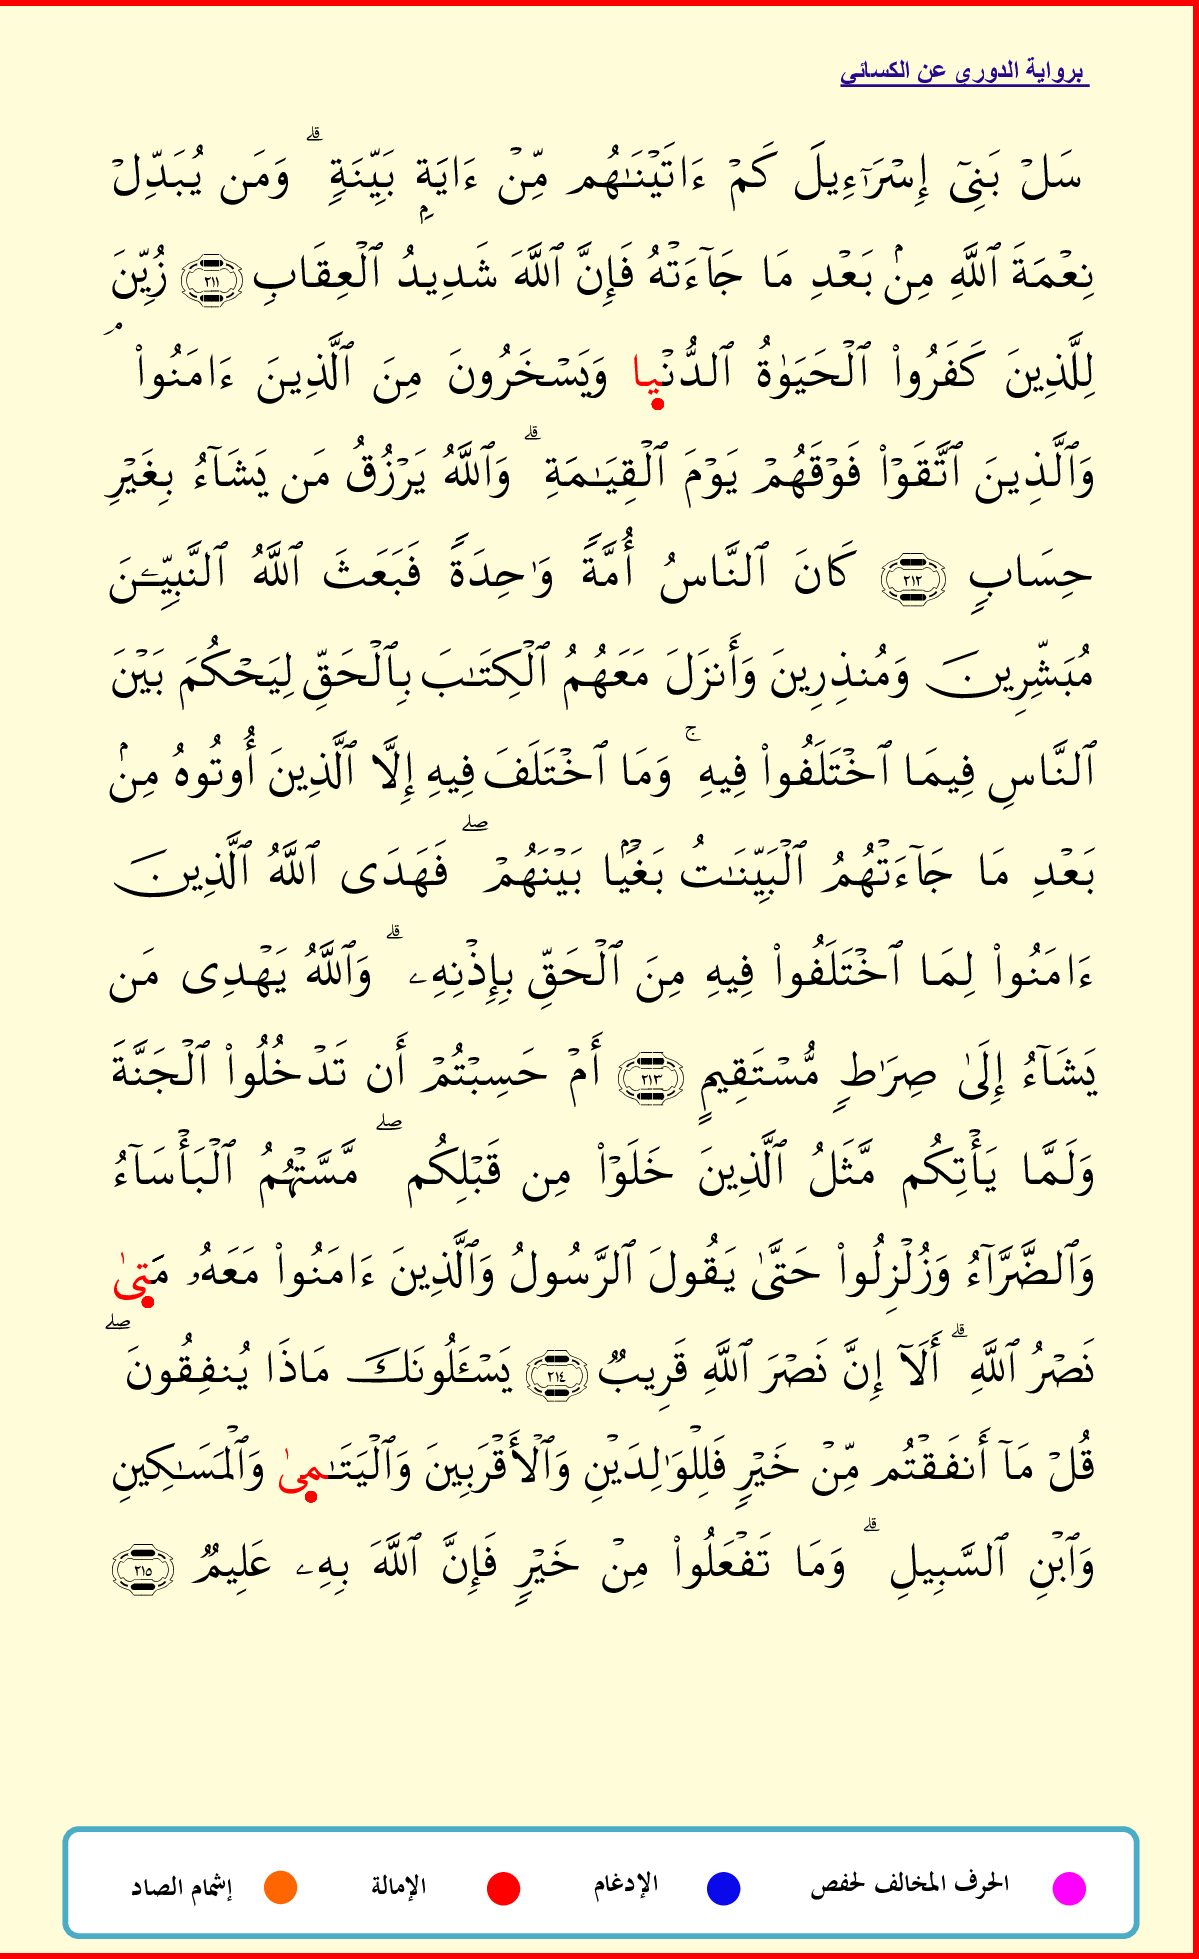 برواية الدوري عن الكسائي
سَلۡ بَنِيٓ إِسۡرَٰٓءِيلَ كَمۡ ءَاتَيۡنَٰهُم مِّنۡ ءَايَةِۭ بَيِّنَةٖۗ وَمَن يُبَدِّلۡ
نِعۡمَةَ ٱللَّهِ مِنۢ بَعۡدِ مَا جَآءَتۡهُ فَإِنَّ ٱللَّهَ شَدِيدُ ٱلۡعِقَابِ ٢١١ زُيِّنَ
لِلَّذِينَ كَفَرُواْ ٱلۡحَيَوٰةُ ٱلدُّنۡيا وَيَسۡخَرُونَ مِنَ ٱلَّذِينَ ءَامَنُواْۘ
وَٱلَّذِينَ ٱتَّقَوۡاْ فَوۡقَهُمۡ يَوۡمَ ٱلۡقِيَٰمَةِۗ وَٱللَّهُ يَرۡزُقُ مَن يَشَآءُ بِغَيۡرِ
حِسَابٖ ٢١٢ كَانَ ٱلنَّاسُ أُمَّةٗ وَٰحِدَةٗ فَبَعَثَ ٱللَّهُ ٱلنَّبِيِّـۧنَ
مُبَشِّرِينَ وَمُنذِرِينَ وَأَنزَلَ مَعَهُمُ ٱلۡكِتَٰبَ بِٱلۡحَقِّ لِيَحۡكُمَ بَيۡنَ
ٱلنَّاسِ فِيمَا ٱخۡتَلَفُواْ فِيهِۚ وَمَا ٱخۡتَلَفَ فِيهِ إِلَّا ٱلَّذِينَ أُوتُوهُ مِنۢ
بَعۡدِ مَا جَآءَتۡهُمُ ٱلۡبَيِّنَٰتُ بَغۡيَۢا بَيۡنَهُمۡۖ فَهَدَى ٱللَّهُ ٱلَّذِينَ
ءَامَنُواْ لِمَا ٱخۡتَلَفُواْ فِيهِ مِنَ ٱلۡحَقِّ بِإِذۡنِهِۦۗ وَٱللَّهُ يَهۡدِي مَن
يَشَآءُ إِلَىٰ صِرَٰطٖ مُّسۡتَقِيمٍ ٢١٣ أَمۡ حَسِبۡتُمۡ أَن تَدۡخُلُواْ ٱلۡجَنَّةَ
وَلَمَّا يَأۡتِكُم مَّثَلُ ٱلَّذِينَ خَلَوۡاْ مِن قَبۡلِكُمۖ مَّسَّتۡهُمُ ٱلۡبَأۡسَآءُ
وَٱلضَّرَّآءُ وَزُلۡزِلُواْ حَتَّىٰ يَقُولَ ٱلرَّسُولُ وَٱلَّذِينَ ءَامَنُواْ مَعَهُۥ مَتىٰ
نَصۡرُ ٱللَّهِۗ أَلَآ إِنَّ نَصۡرَ ٱللَّهِ قَرِيبٞ ٢١٤ يَسۡـَٔلُونَكَ مَاذَا يُنفِقُونَۖ
قُلۡ مَآ أَنفَقۡتُم مِّنۡ خَيۡرٖ فَلِلۡوَٰلِدَيۡنِ وَٱلۡأَقۡرَبِينَ وَٱلۡيَتَٰمىٰ وَٱلۡمَسَٰكِينِ
وَٱبۡنِ ٱلسَّبِيلِۗ وَمَا تَفۡعَلُواْ مِنۡ خَيۡرٖ فَإِنَّ ٱللَّهَ بِهِۦ عَلِيمٞ ٢١٥
الحرف المخالف لحفص الإدغام الإمالة إشمام الصاد